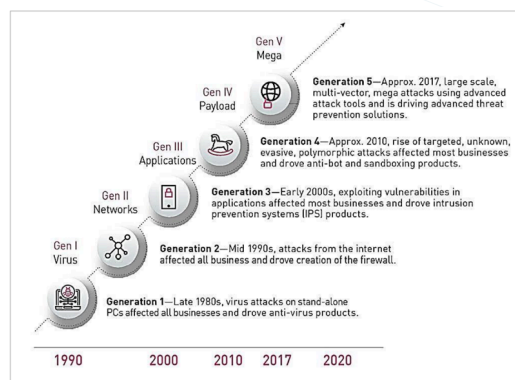 Gen V
Mega
Generation 5—Approx. 2017, large scale,
multi-vector, mega attacks using advanced
attack tools and is driving advanced threat
prevention solutions.
Gen IV
Payload
Generation 4—Approx. 2010, rise of targeted, unknown,
evasive, polymorphic attacks affected most businesses
and drove anti-bot and sandboxing products.
Gen III
Applications
Generation 3—Early 2000s, exploiting vulnerabilities in
applications affected most businesses and drove intrusion
prevention systems (IPS) products.
Gen II
Networks
Generation 2—Mid 1990s, attacks from the internet
affected all business and drove creation of the firewall.
Gen I
Virus
Generation 1—Late 1980s, virus attacks on stand-alone
PCs affected all businesses and drove anti-virus products.
1990 2000 2010 2017 2020